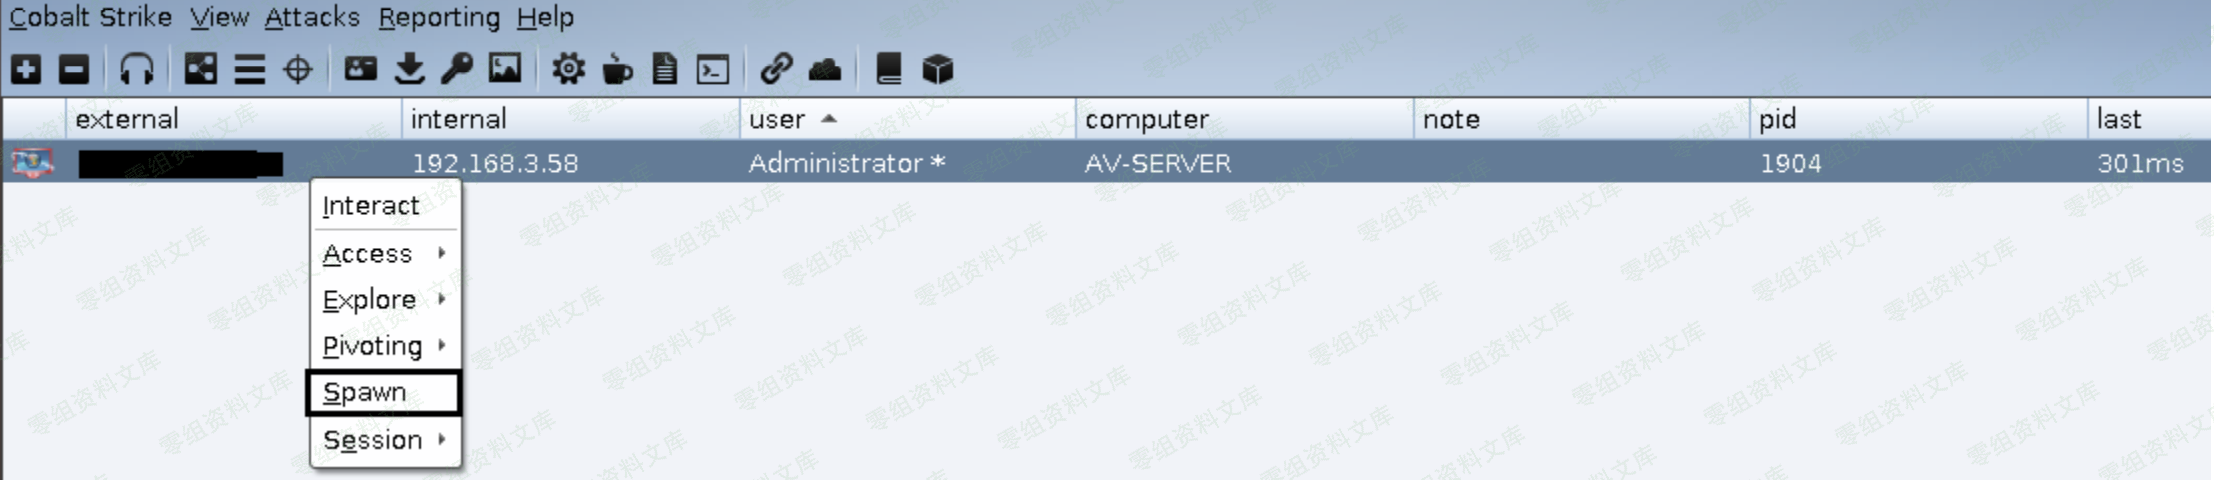 Cobalt Strike View Attacks Reporting Help
external internal user computer note pid last
192.168.3.58 Administrator * AV-SERVER 1904 301ms
Interact
Access
Explore
Pivoting
Spawn
Session
零组资料文库